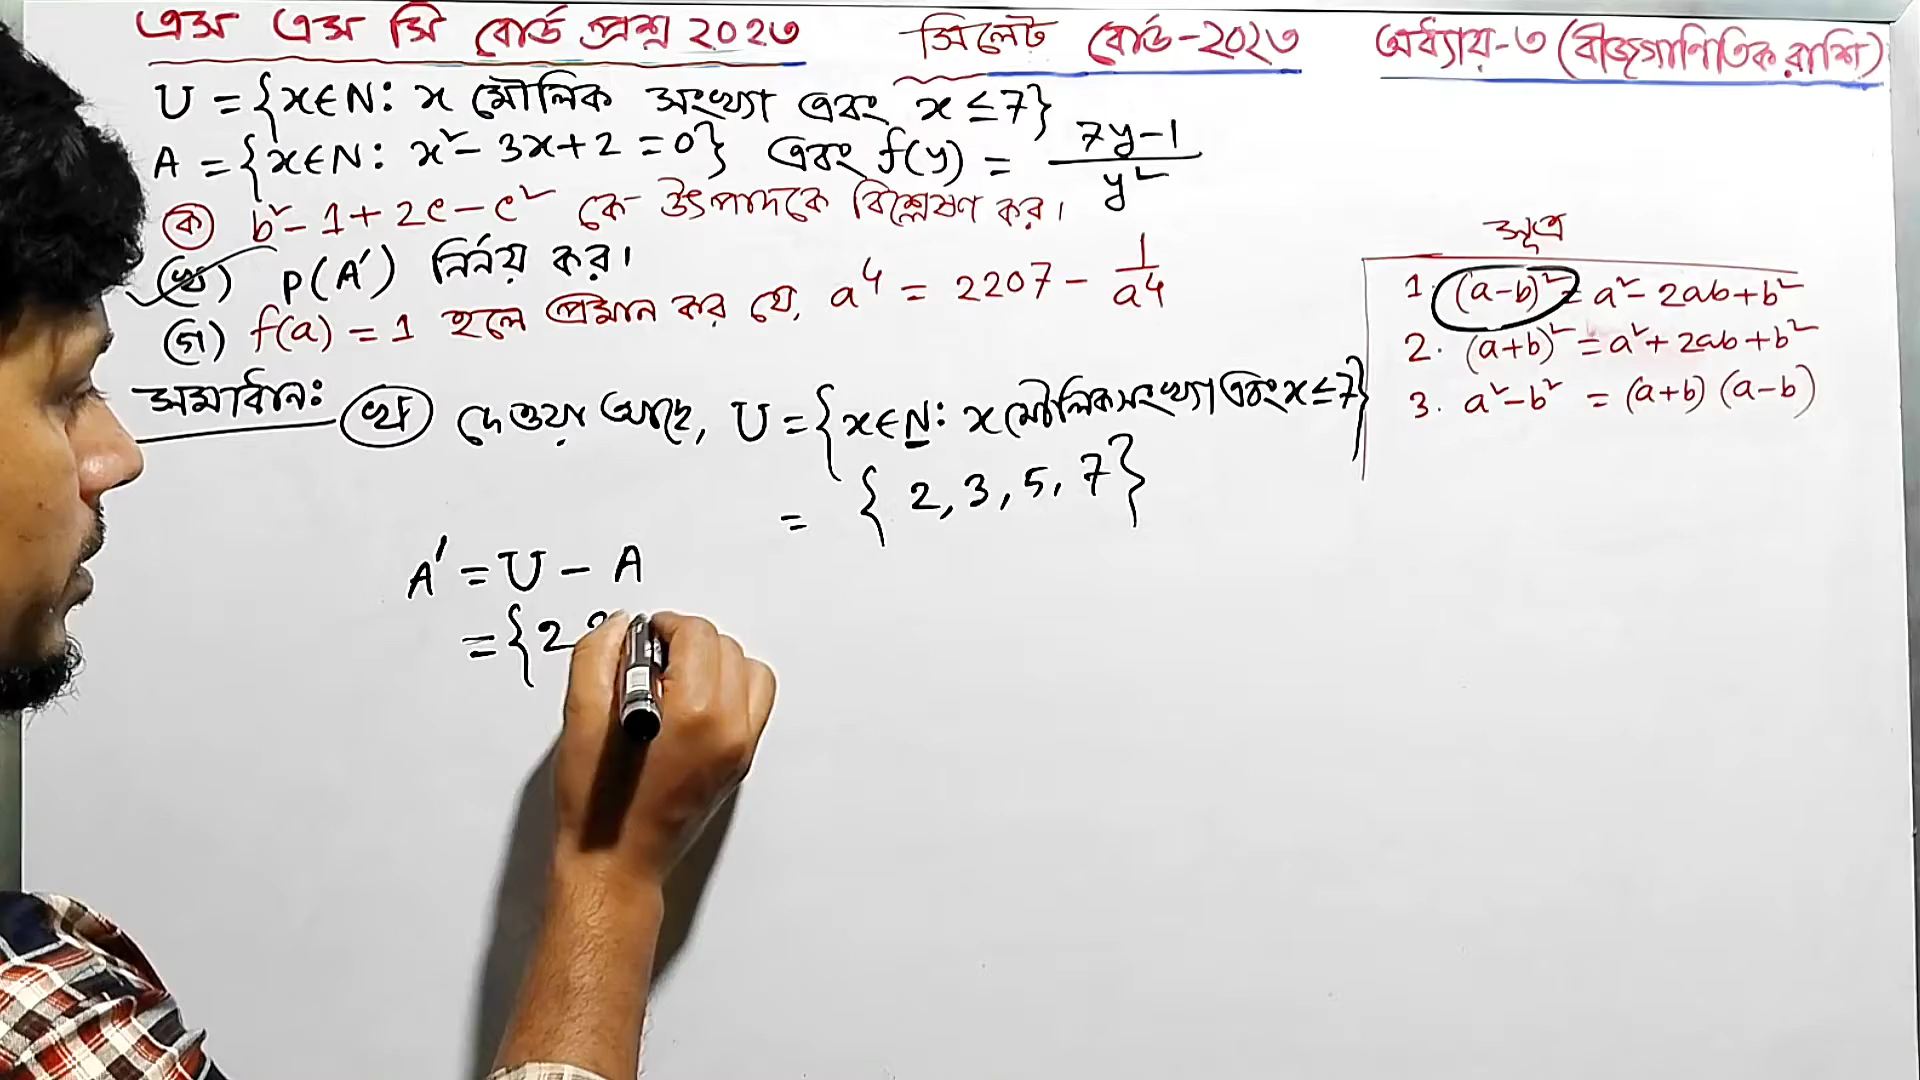 এস এস সি বোর্ড প্রশ্ন ২০২৩ সিলেট বোর্ড-২০২৩ অধ্যায়-৩ (বীজগাণিতিক রাশি)
U = {x∈N: x মৌলিক সংখ্যা এবং x ≤ 7}
A = {x∈N: x² - 3x + 2 = 0} এবং f(y) = (7y-1)/y²
(ক) b² - 1 + 2c - c² কে উৎপাদকে বিশ্লেষণ কর।
(খ) P(A′) নির্নয় কর।
(গ) f(a) = 1 হলে প্রমান কর যে, a⁴ = 2207 - 1/a⁴
সূত্র
1. (a-b)² = a² - 2ab + b²
2. (a+b)² = a² + 2ab + b²
3. a² - b² = (a+b) (a-b)
সমাধান: (খ) দেওয়া আছে, U = {x∈N: x মৌলিক সংখ্যা এবং x ≤ 7}
= {2, 3, 5, 7}
A′ = U - A
= {2